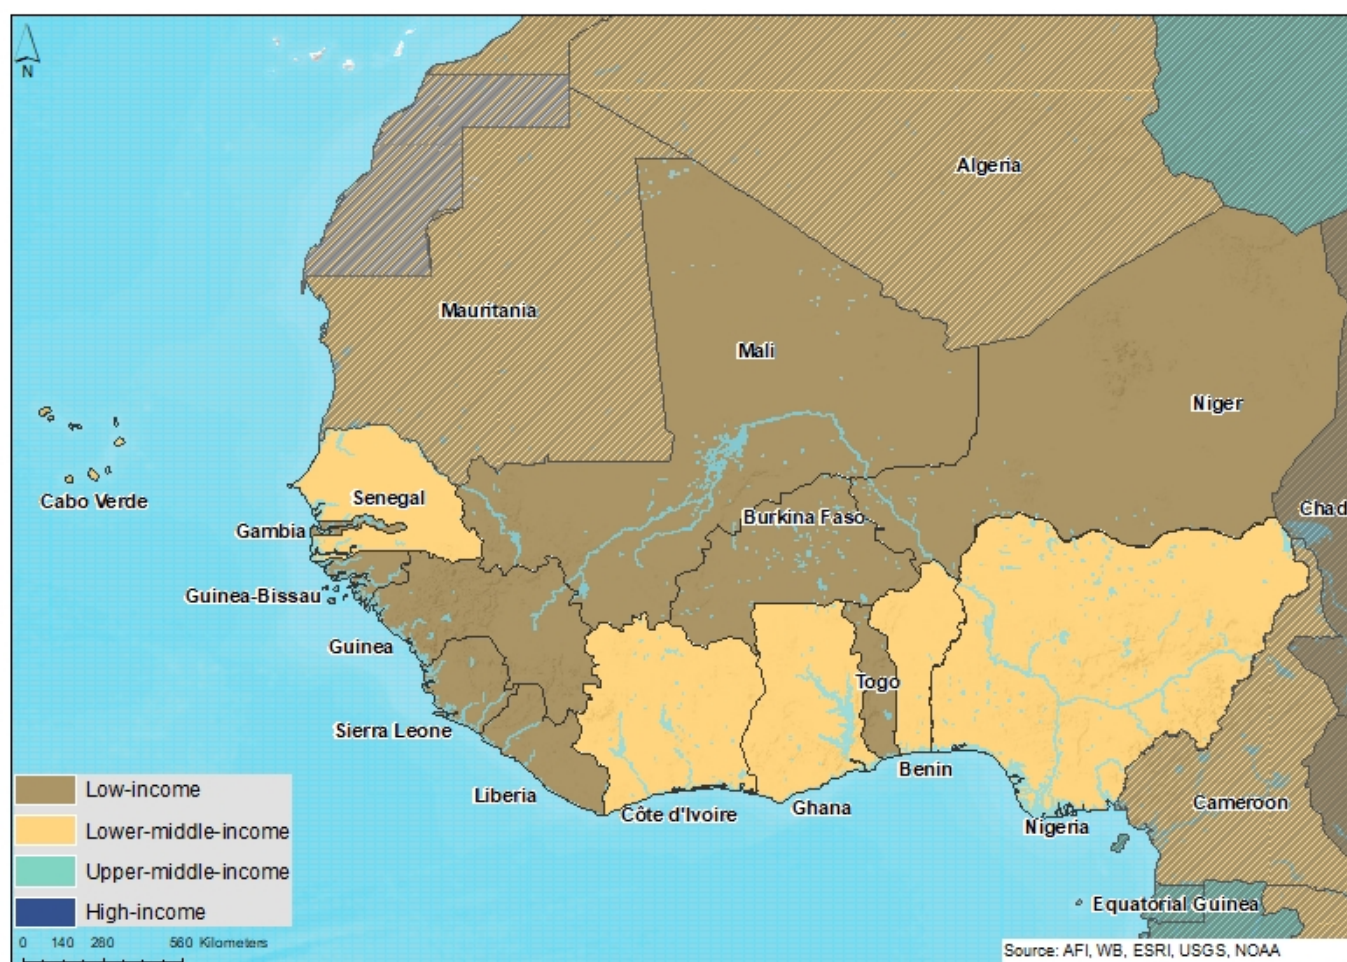 N
Algeria
Mauritania
Mali
Niger
Cabo Verde
Senegal
Chad
Gambia
Burkina Faso
Guinea-Bissau
Guinea
Togo
Sierra Leone
Benin
Liberia
Côte d'Ivoire
Ghana
Nigeria
Cameroon
Equatorial Guinea
Low-income
Lower-middle-income
Upper-middle-income
High-income
0 140 280 560 Kilometers
Source: AFI, WB, ESRI, USGS, NOAA